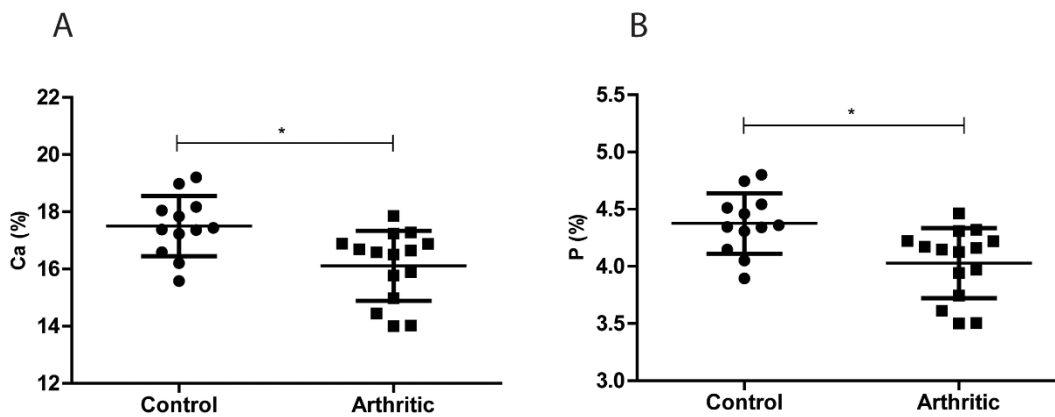 A
Ca (%)
22
20
18
16
14
12
*
Control
Arthritic
B
P (%)
5.5
5.0
4.5
4.0
3.5
3.0
*
Control
Arthritic